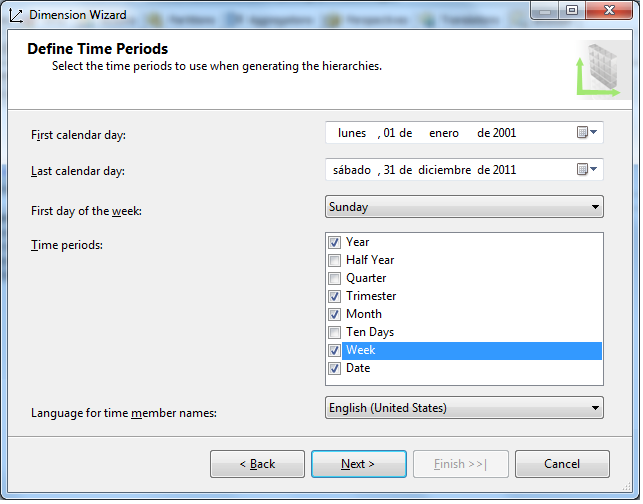 Dimension Wizard
Define Time Periods
Select the time periods to use when generating the hierarchies.
First calendar day: lunes , 01 de enero de 2001
Last calendar day: sábado , 31 de diciembre de 2011
First day of the week: Sunday
Time periods:
Year
Half Year
Quarter
Trimester
Month
Ten Days
Week
Date
Language for time member names: English (United States)
< Back
Next >
Finish >>|
Cancel